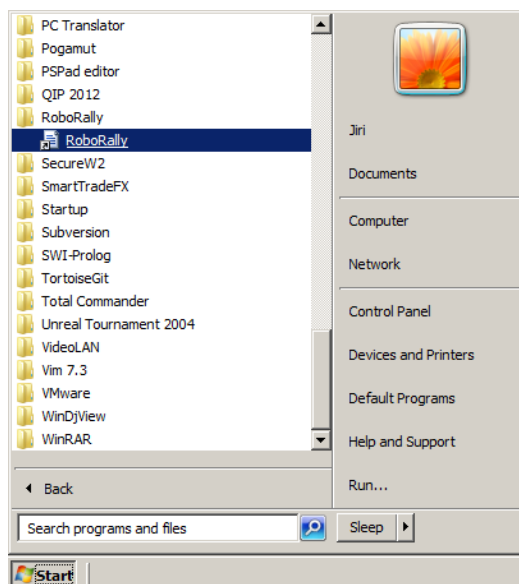 PC Translator
Pogamut
PSPad editor
QIP 2012
RoboRally
RoboRally
SecureW2
SmartTradeFX
Startup
Subversion
SWI-Prolog
TortoiseGit
Total Commander
Unreal Tournament 2004
VideoLAN
Vim 7.3
VMware
WinDjView
WinRAR
Back
Search programs and files
Jiri
Documents
Computer
Network
Control Panel
Devices and Printers
Default Programs
Help and Support
Run...
Sleep
Start